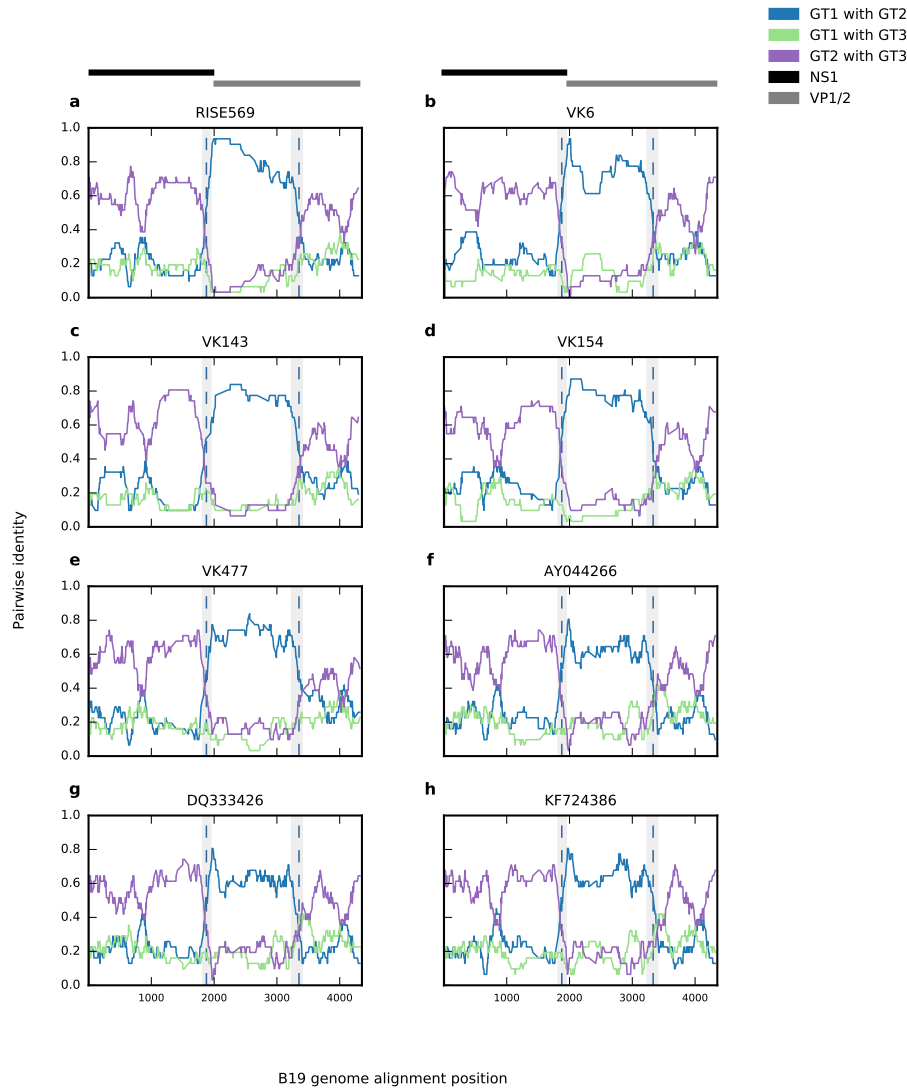 GT1 with GT2
GT1 with GT3
GT2 with GT3
NS1
VP1/2
a
RISE569
b
VK6
1.0
0.8
0.6
0.4
0.2
0.0
c
VK143
d
VK154
1.0
0.8
0.6
0.4
0.2
0.0
Pairwise identity
e
VK477
f
AY044266
1.0
0.8
0.6
0.4
0.2
0.0
g
DQ333426
h
KF724386
1.0
0.8
0.6
0.4
0.2
0.0
1000 2000 3000 4000
1000 2000 3000 4000
B19 genome alignment position